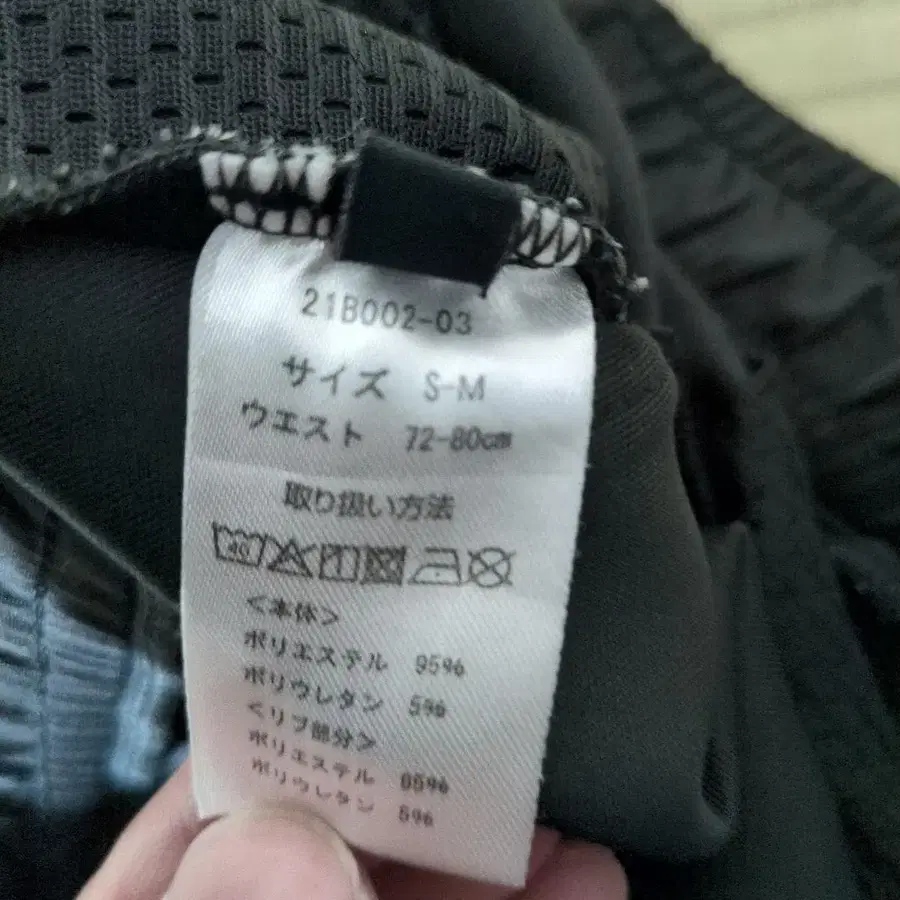 21B002-03
サイズ S-M
ウエスト 72-80cm
取り扱い方法
40
<本体>
ポリエステル 95%
ポリウレタン 5%
<リブ部分>
ポリエステル 95%
ポリウレタン 5%